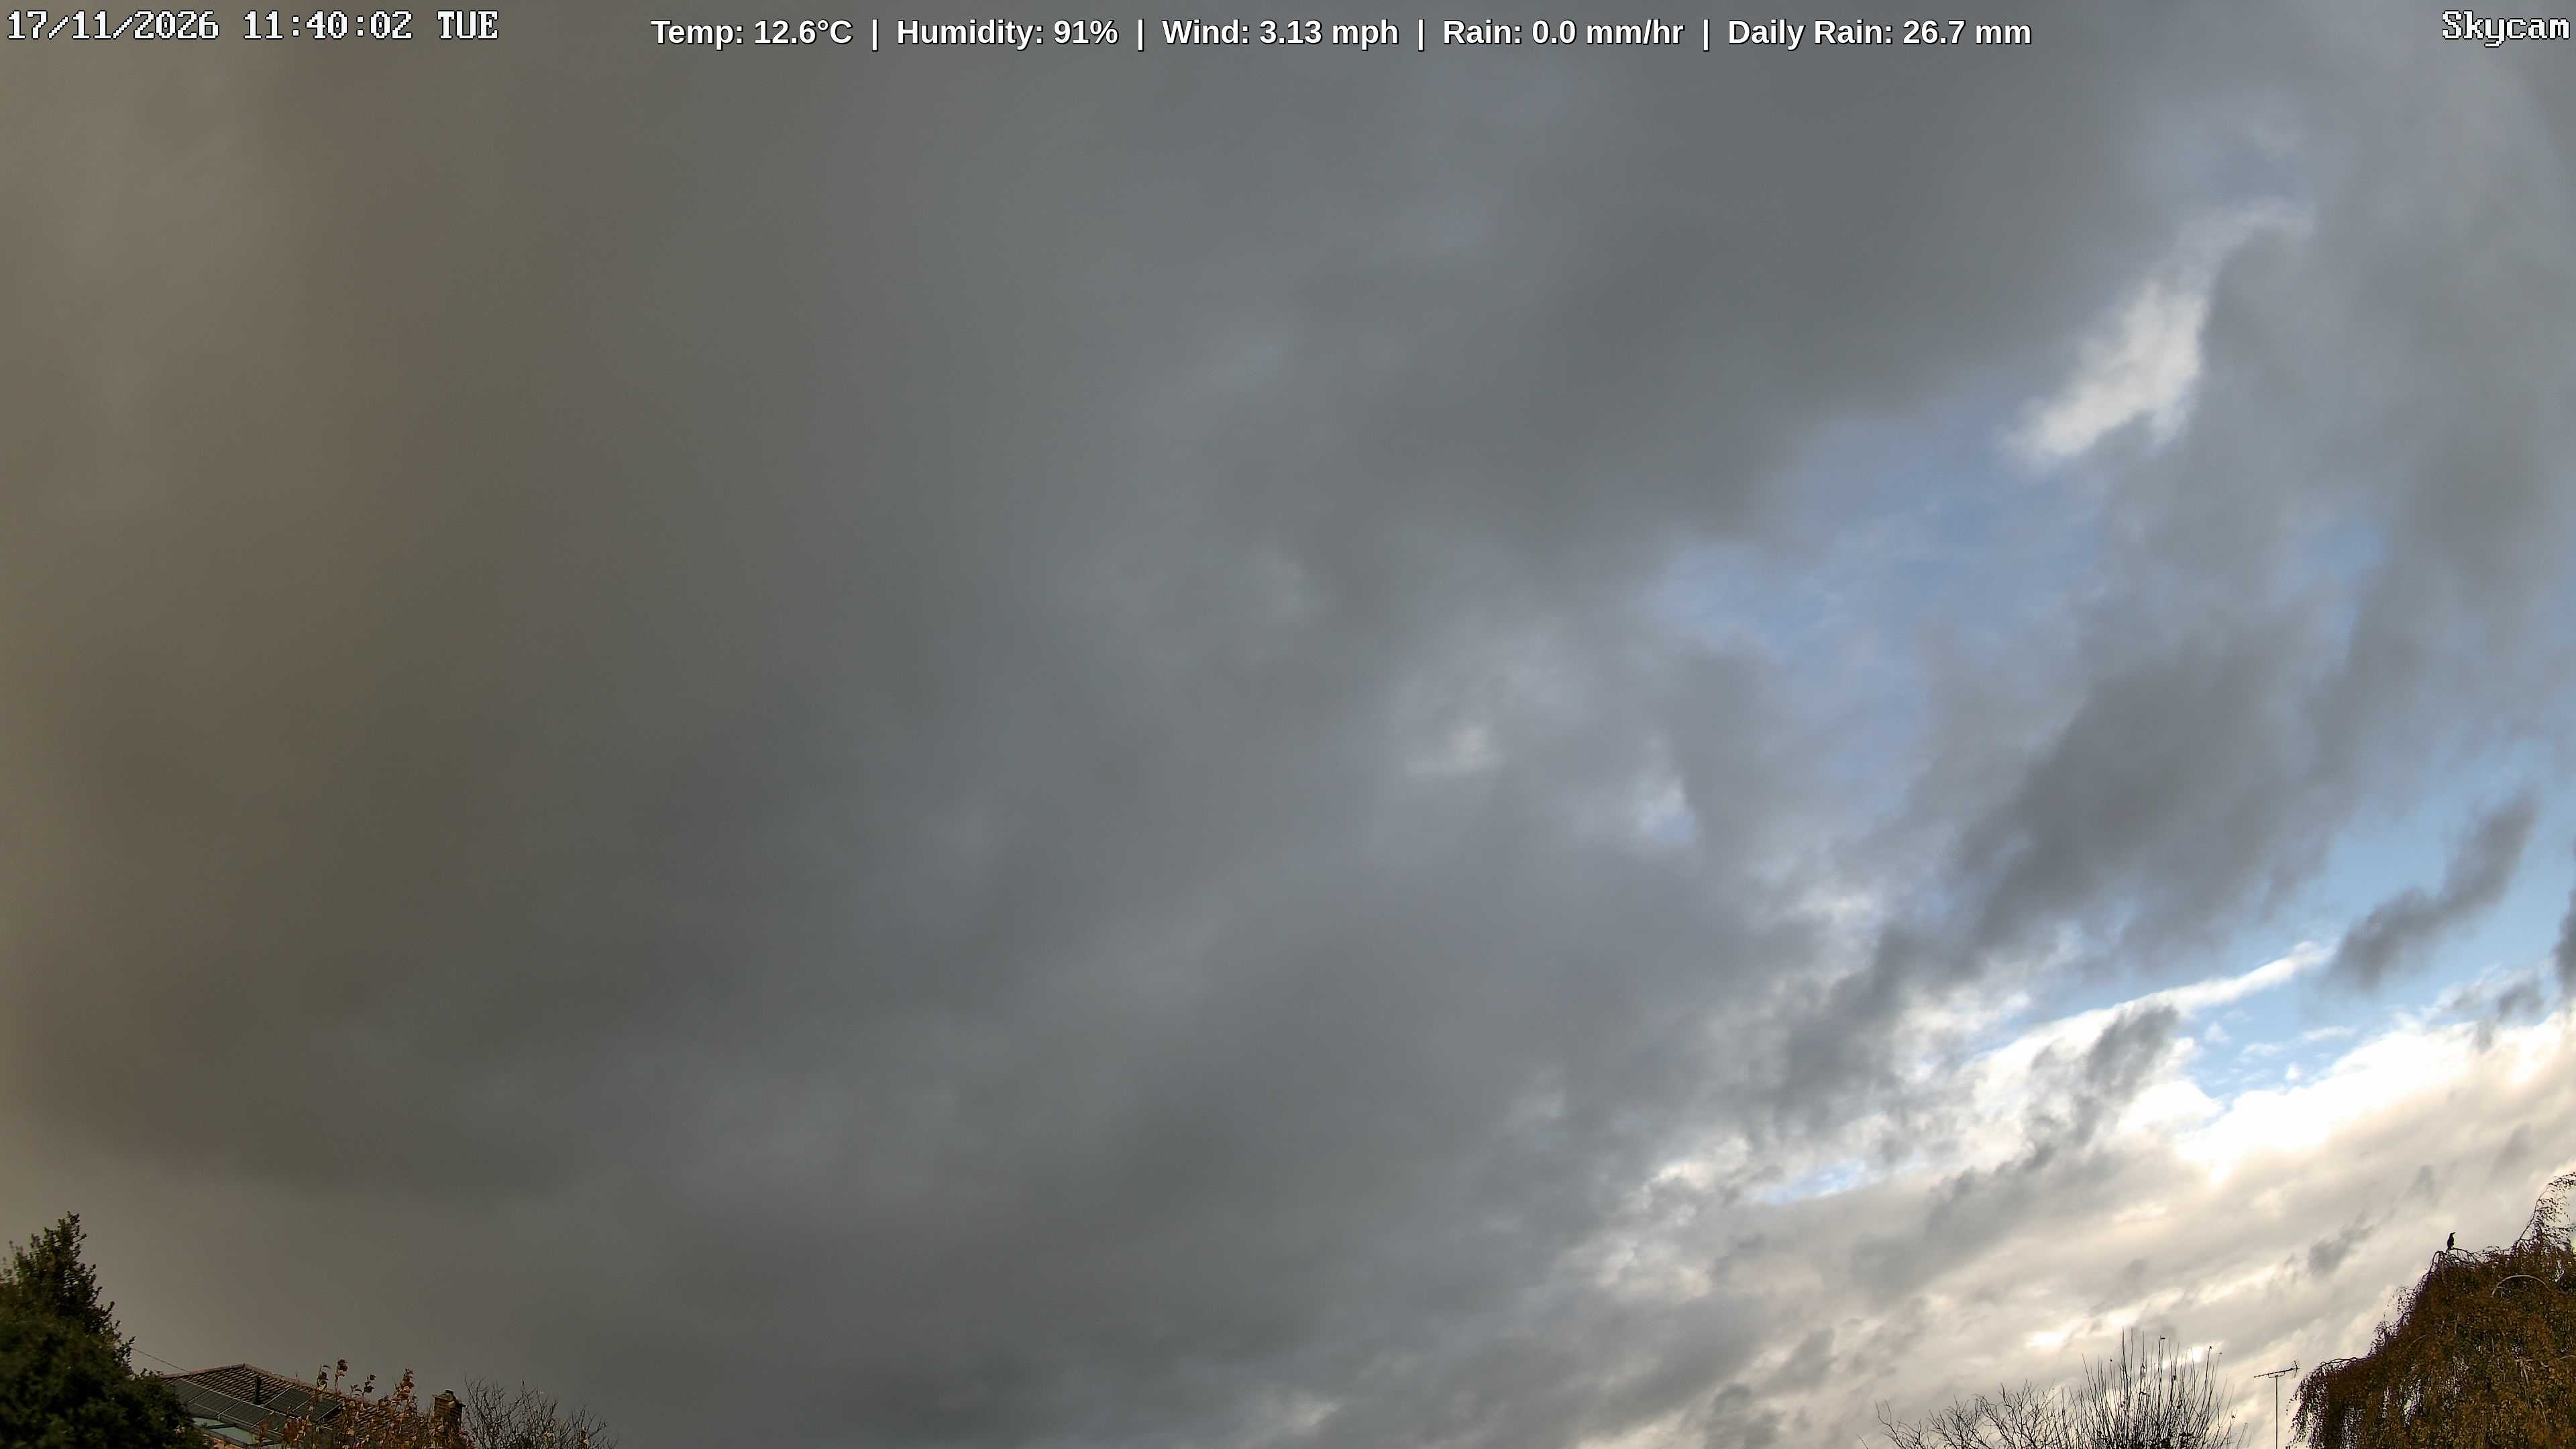 17/11/2026 11:40:02 TUE
Temp: 12.6°C | Humidity: 91% | Wind: 3.13 mph | Rain: 0.0 mm/hr | Daily Rain: 26.7 mm
Skycam